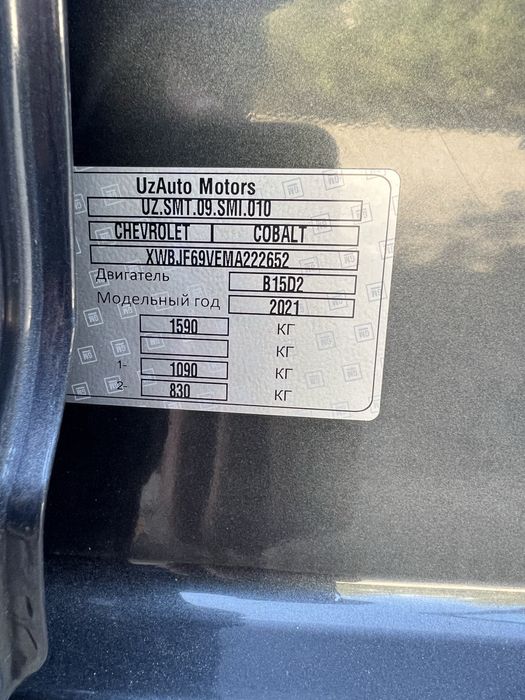 UzAuto Motors
UZ.SMT.09.SMI.010
CHEVROLET COBALT
XWBJF69VEMA222652
Двигатель B15D2
Модельный год 2021
1590 КГ
КГ
1- 1090 КГ
2- 830 КГ